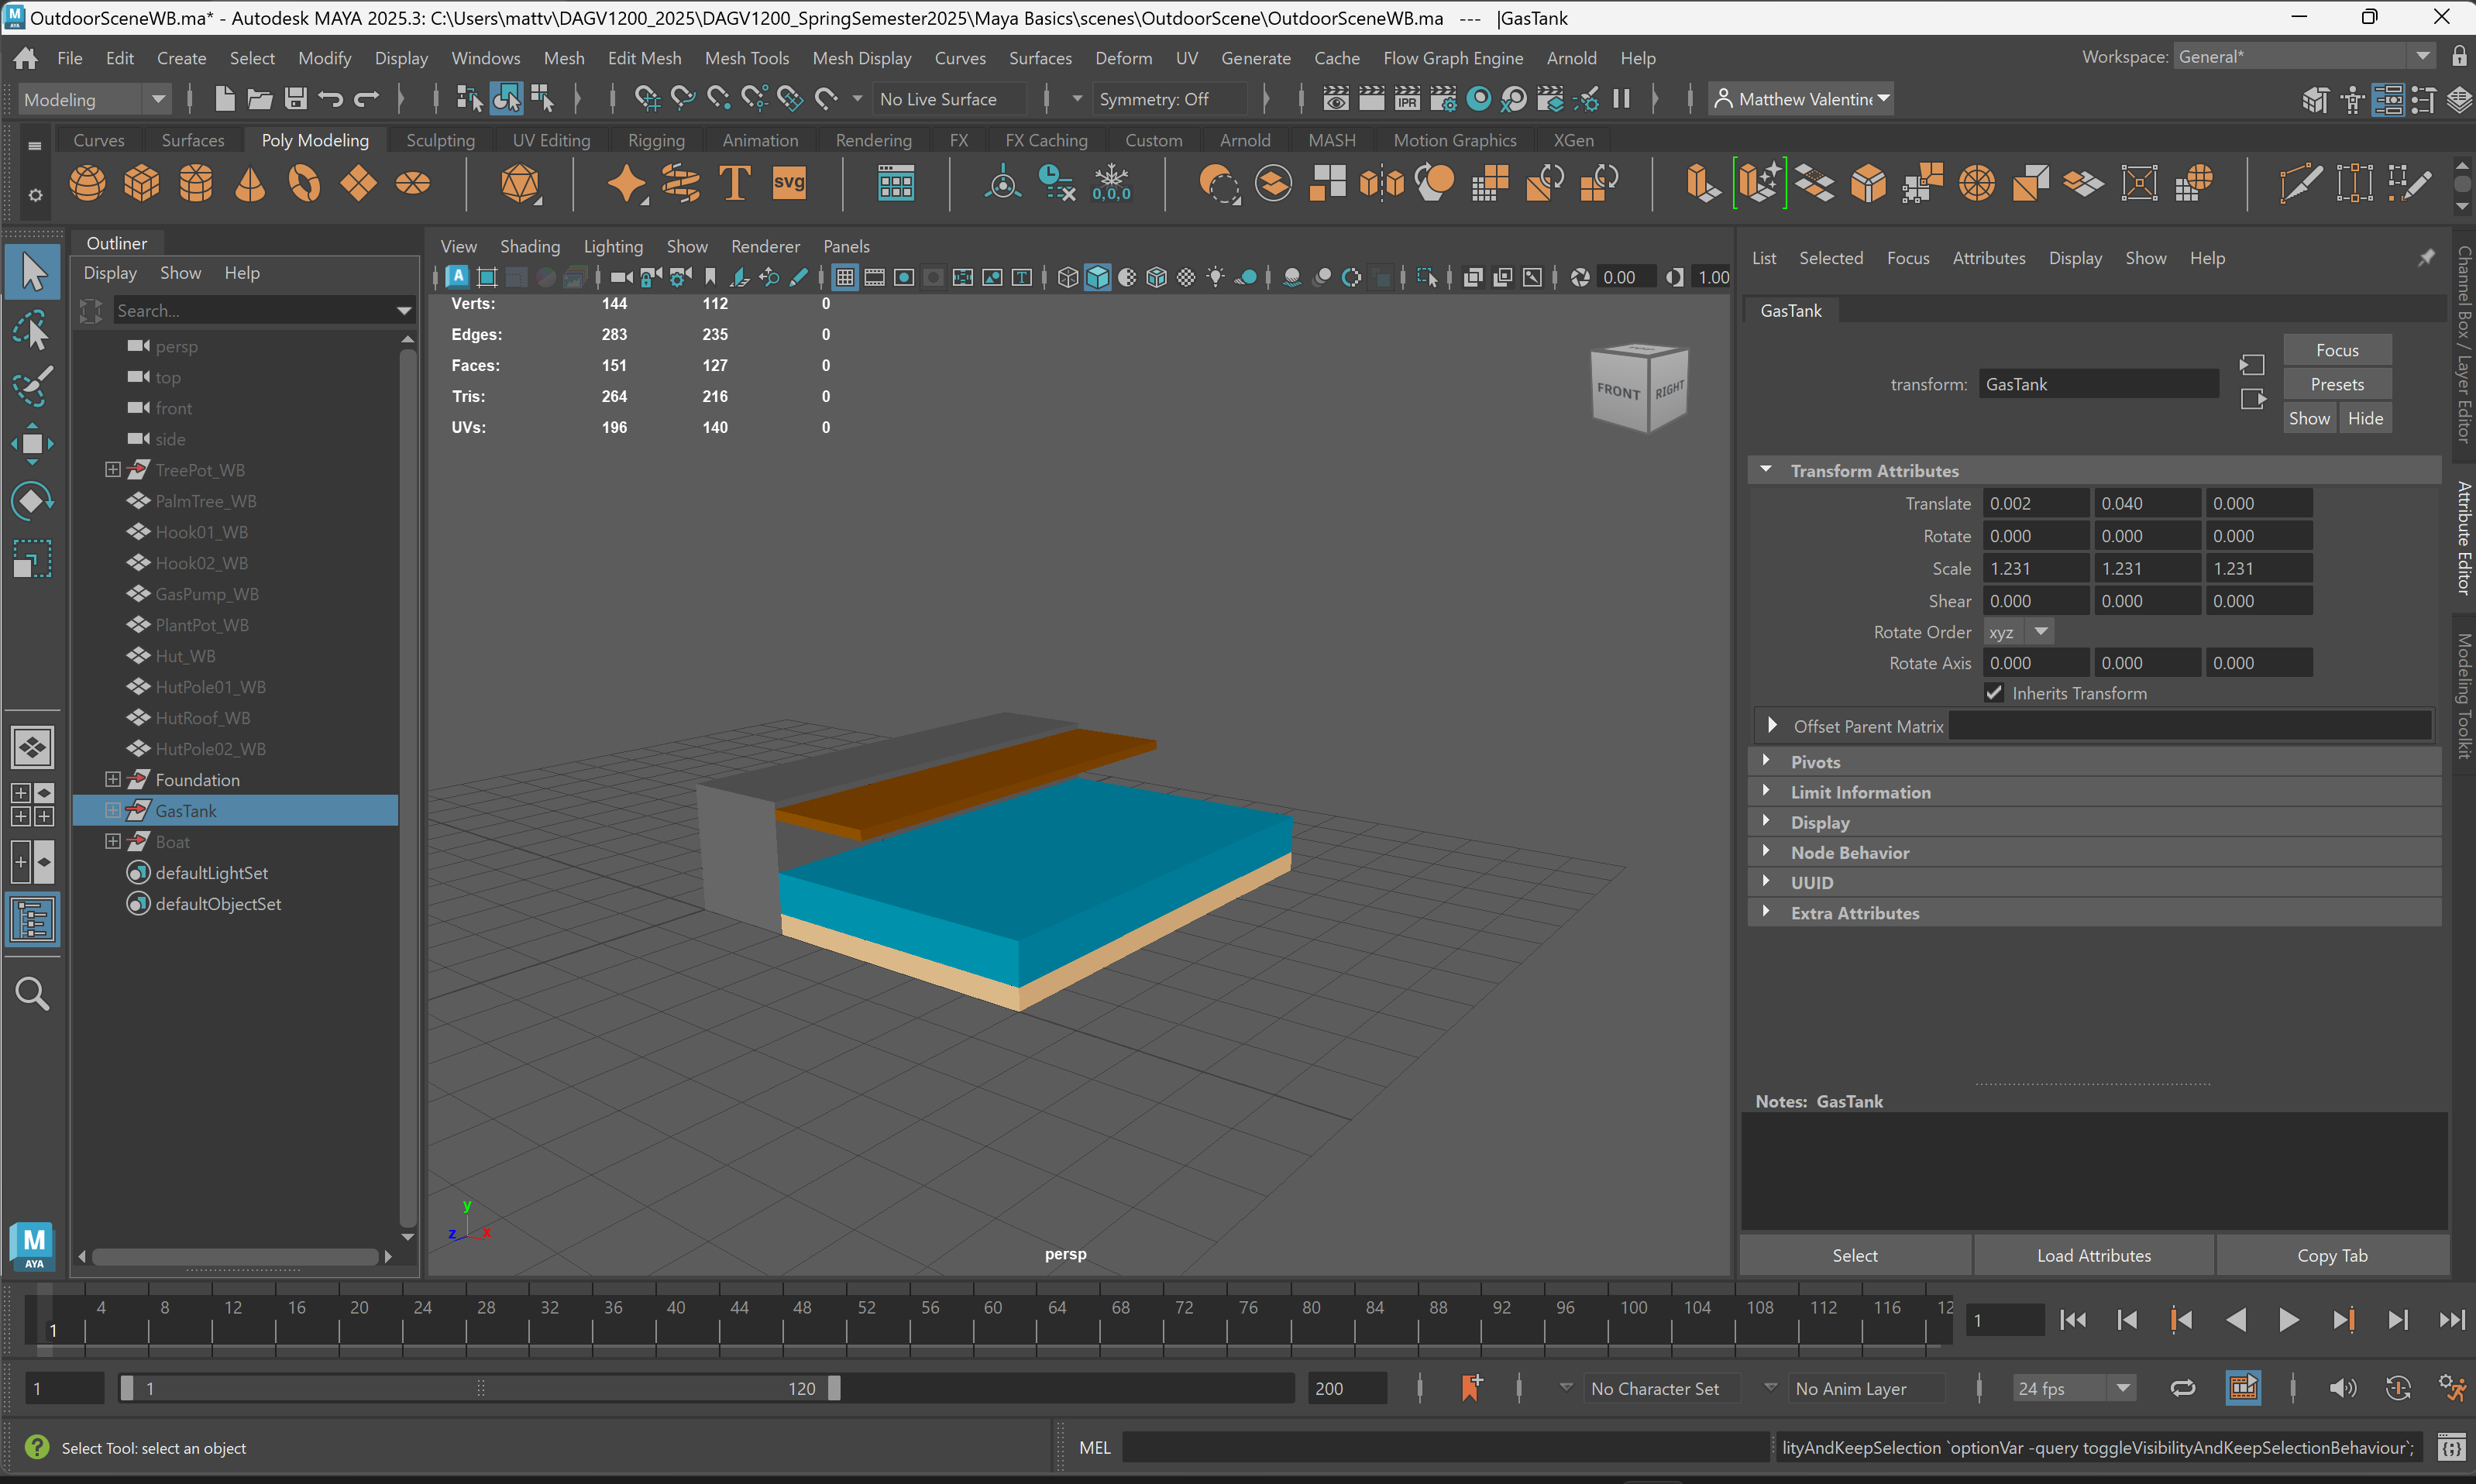 OutdoorSceneWB.ma* - Autodesk MAYA 2025.3: C:\Users\mattv\DAGV1200_2025\DAGV1200_SpringSemester2025\Maya Basics\scenes\OutdoorScene\OutdoorSceneWB.ma --- |GasTank
File Edit Create Select Modify Display Windows Mesh Edit Mesh Mesh Tools Mesh Display Curves Surfaces Deform UV Generate Cache Flow Graph Engine Arnold Help Workspace: General*
Modeling No Live Surface Symmetry: Off IPR Matthew Valentin
Curves Surfaces Poly Modeling Sculpting UV Editing Rigging Animation Rendering FX FX Caching Custom Arnold MASH Motion Graphics XGen
T svg 0,0,0
Outliner
Display Show Help
Search...
persp
top
front
side
TreePot_WB
PalmTree_WB
Hook01_WB
Hook02_WB
GasPump_WB
PlantPot_WB
Hut_WB
HutPole01_WB
HutRoof_WB
HutPole02_WB
Foundation
GasTank
Boat
defaultLightSet
defaultObjectSet
View Shading Lighting Show Renderer Panels
0.00 1.00
Verts: 144 112 0
Edges: 283 235 0
Faces: 151 127 0
Tris: 264 216 0
UVs: 196 140 0
TOP
FRONT RIGHT
y
z x
persp
List Selected Focus Attributes Display Show Help
GasTank
Focus
transform: GasTank Presets
Show Hide
Transform Attributes
Translate 0.002 0.040 0.000
Rotate 0.000 0.000 0.000
Scale 1.231 1.231 1.231
Shear 0.000 0.000 0.000
Rotate Order xyz
Rotate Axis 0.000 0.000 0.000
Inherits Transform
Offset Parent Matrix
Pivots
Limit Information
Display
Node Behavior
UUID
Extra Attributes
Notes: GasTank
Select Load Attributes Copy Tab
Channel Box / Layer Editor
Attribute Editor
Modeling Toolkit
M
AYA
4 8 12 16 20 24 28 32 36 40 44 48 52 56 60 64 68 72 76 80 84 88 92 96 100 104 108 112 116 12
1 1
1 1 120 200 No Character Set No Anim Layer 24 fps
Select Tool: select an object MEL lityAndKeepSelection `optionVar -query toggleVisibilityAndKeepSelectionBehaviour`;